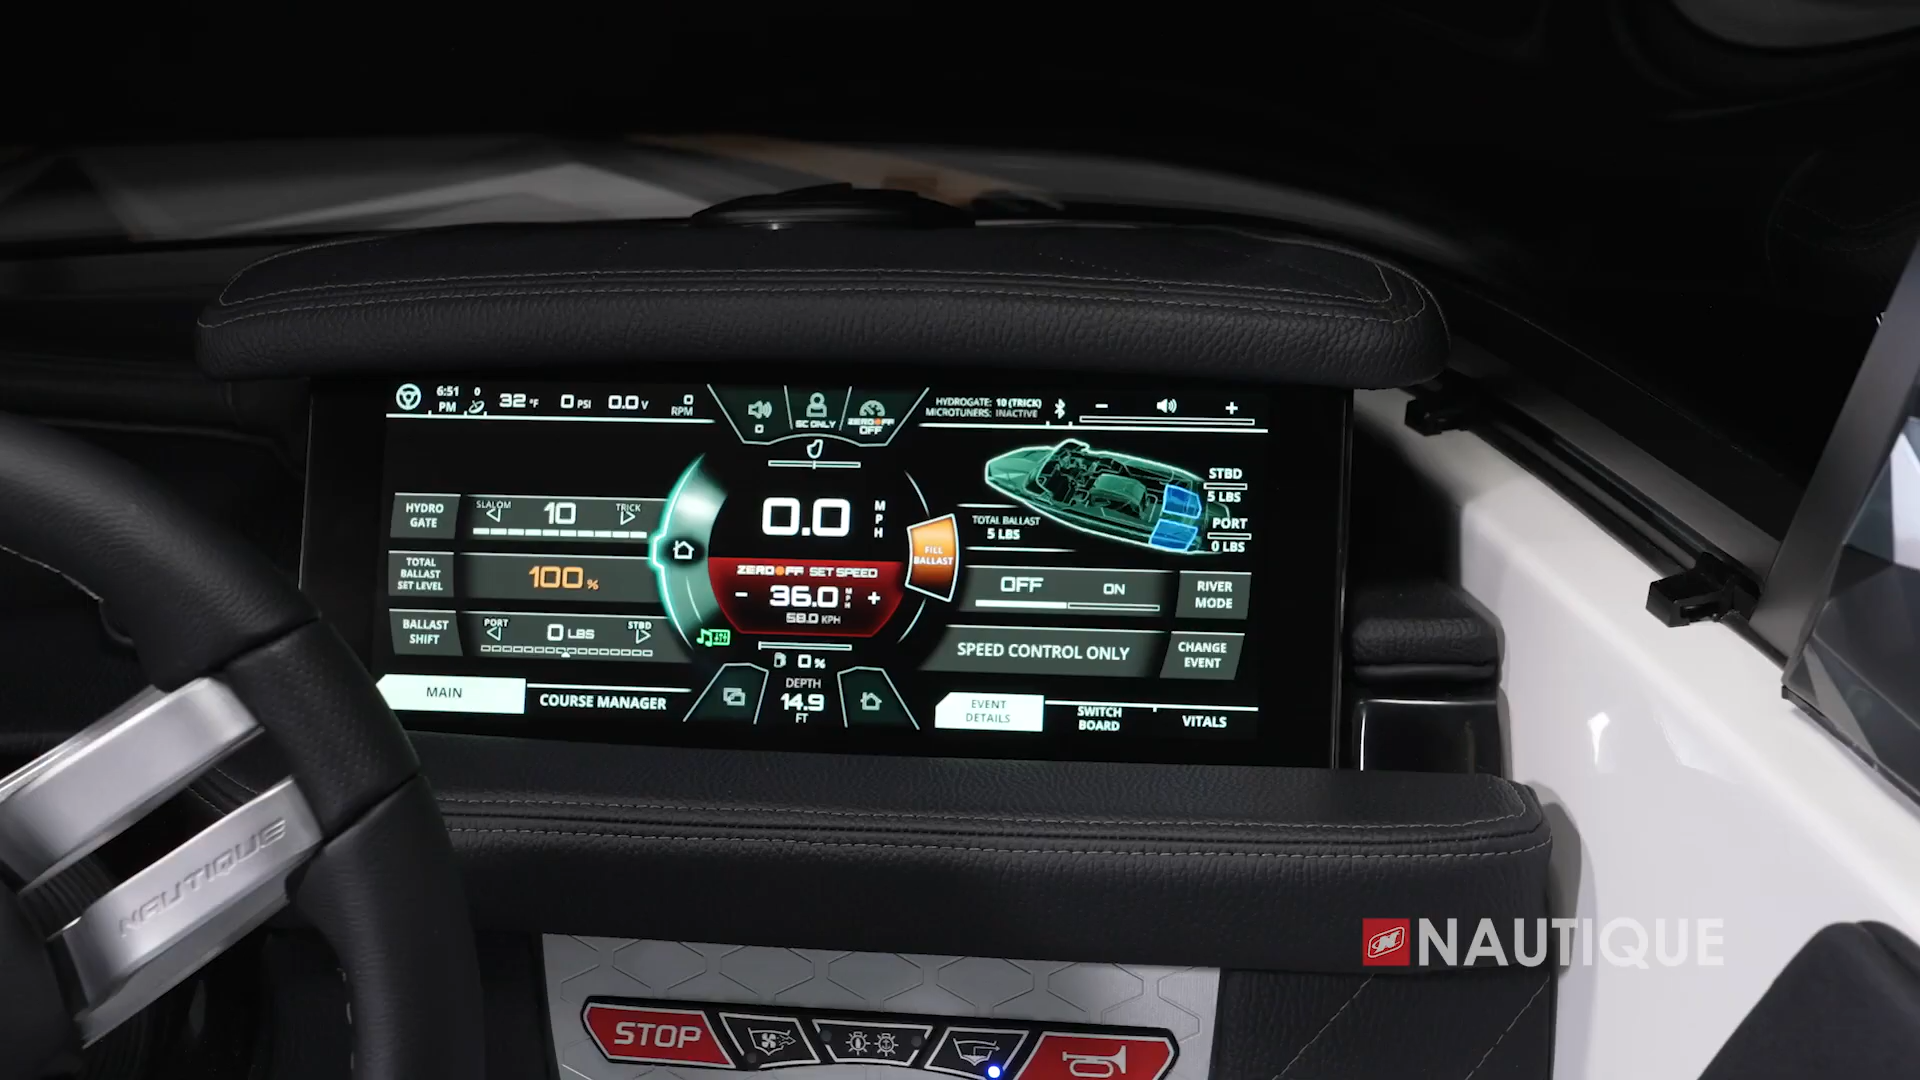 6:51
PM
0
32 °F
0 PSI
0.0 V
0
RPM
0
SC ONLY
ZEROOFF
OFF
HYDROGATE: 10 (TRICK)
MICROTUNERS: INACTIVE
- +
HYDRO
GATE
SLALOM
10
TRICK
TOTAL
BALLAST
SET LEVEL
100 %
BALLAST
SHIFT
PORT
0 LBS
STBD
MAIN
COURSE MANAGER
0.0
MPH
ZEROOFF SET SPEED
- 36.0 MPH +
58.0 KPH
0 %
DEPTH
14.9
FT
FILL
BALLAST
STBD
5 LBS
PORT
0 LBS
TOTAL BALLAST
5 LBS
OFF
ON
RIVER
MODE
SPEED CONTROL ONLY
CHANGE
EVENT
EVENT
DETAILS
SWITCH
BOARD
VITALS
NAUTIQUE
NAUTIQUE
STOP